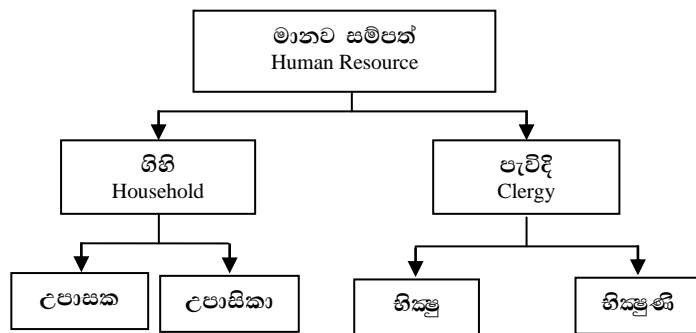 මානව සම්පත්
Human Resource
ගිහි
Household
පැවිදි
Clergy
උපාසක
උපාසිකා
භික්‍ෂු
භික්‍ෂුණි